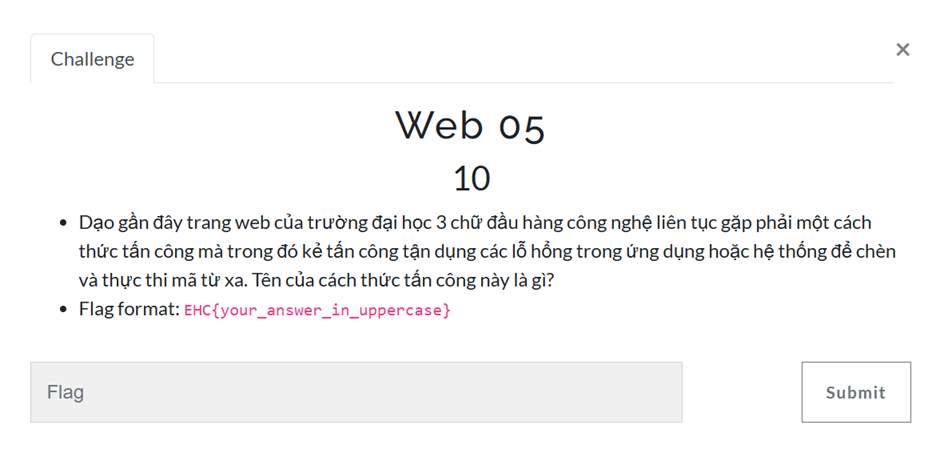 Challenge
×
Web 05
10
• Dạo gần đây trang web của trường đại học 3 chữ đầu hàng công nghệ liên tục gặp phải một cách
thức tấn công mà trong đó kẻ tấn công tận dụng các lỗ hổng trong ứng dụng hoặc hệ thống để chèn
và thực thi mã từ xa. Tên của cách thức tấn công này là gì?
• Flag format: EHC{your_answer_in_uppercase}
Flag
Submit